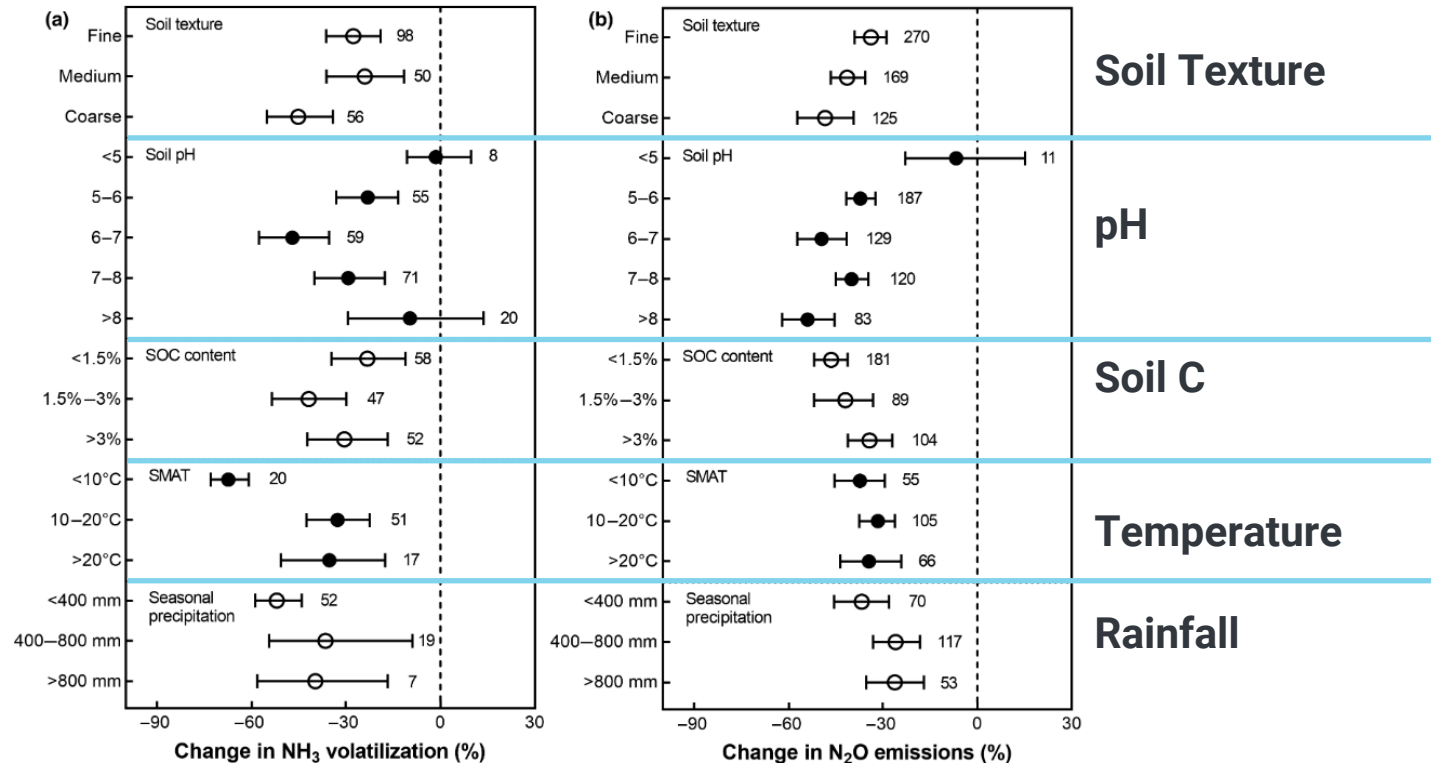 (a)
Soil texture
Fine 98
Medium 50
Coarse 56
Soil pH
<5 8
5–6 55
6–7 59
7–8 71
>8 20
SOC content
<1.5% 58
1.5%–3% 47
>3% 52
SMAT
<10°C 20
10–20°C 51
>20°C 17
Seasonal
precipitation
<400 mm 52
400–800 mm 19
>800 mm 7
–90 –60 –30 0 30
Change in NH₃ volatilization (%)
(b)
Soil texture
Fine 270
Medium 169
Coarse 125
Soil pH
<5 11
5–6 187
6–7 129
7–8 120
>8 83
SOC content
<1.5% 181
1.5%–3% 89
>3% 104
SMAT
<10°C 55
10–20°C 105
>20°C 66
Seasonal
precipitation
<400 mm 70
400–800 mm 117
>800 mm 53
–90 –60 –30 0 30
Change in N₂O emissions (%)
Soil Texture
pH
Soil C
Temperature
Rainfall